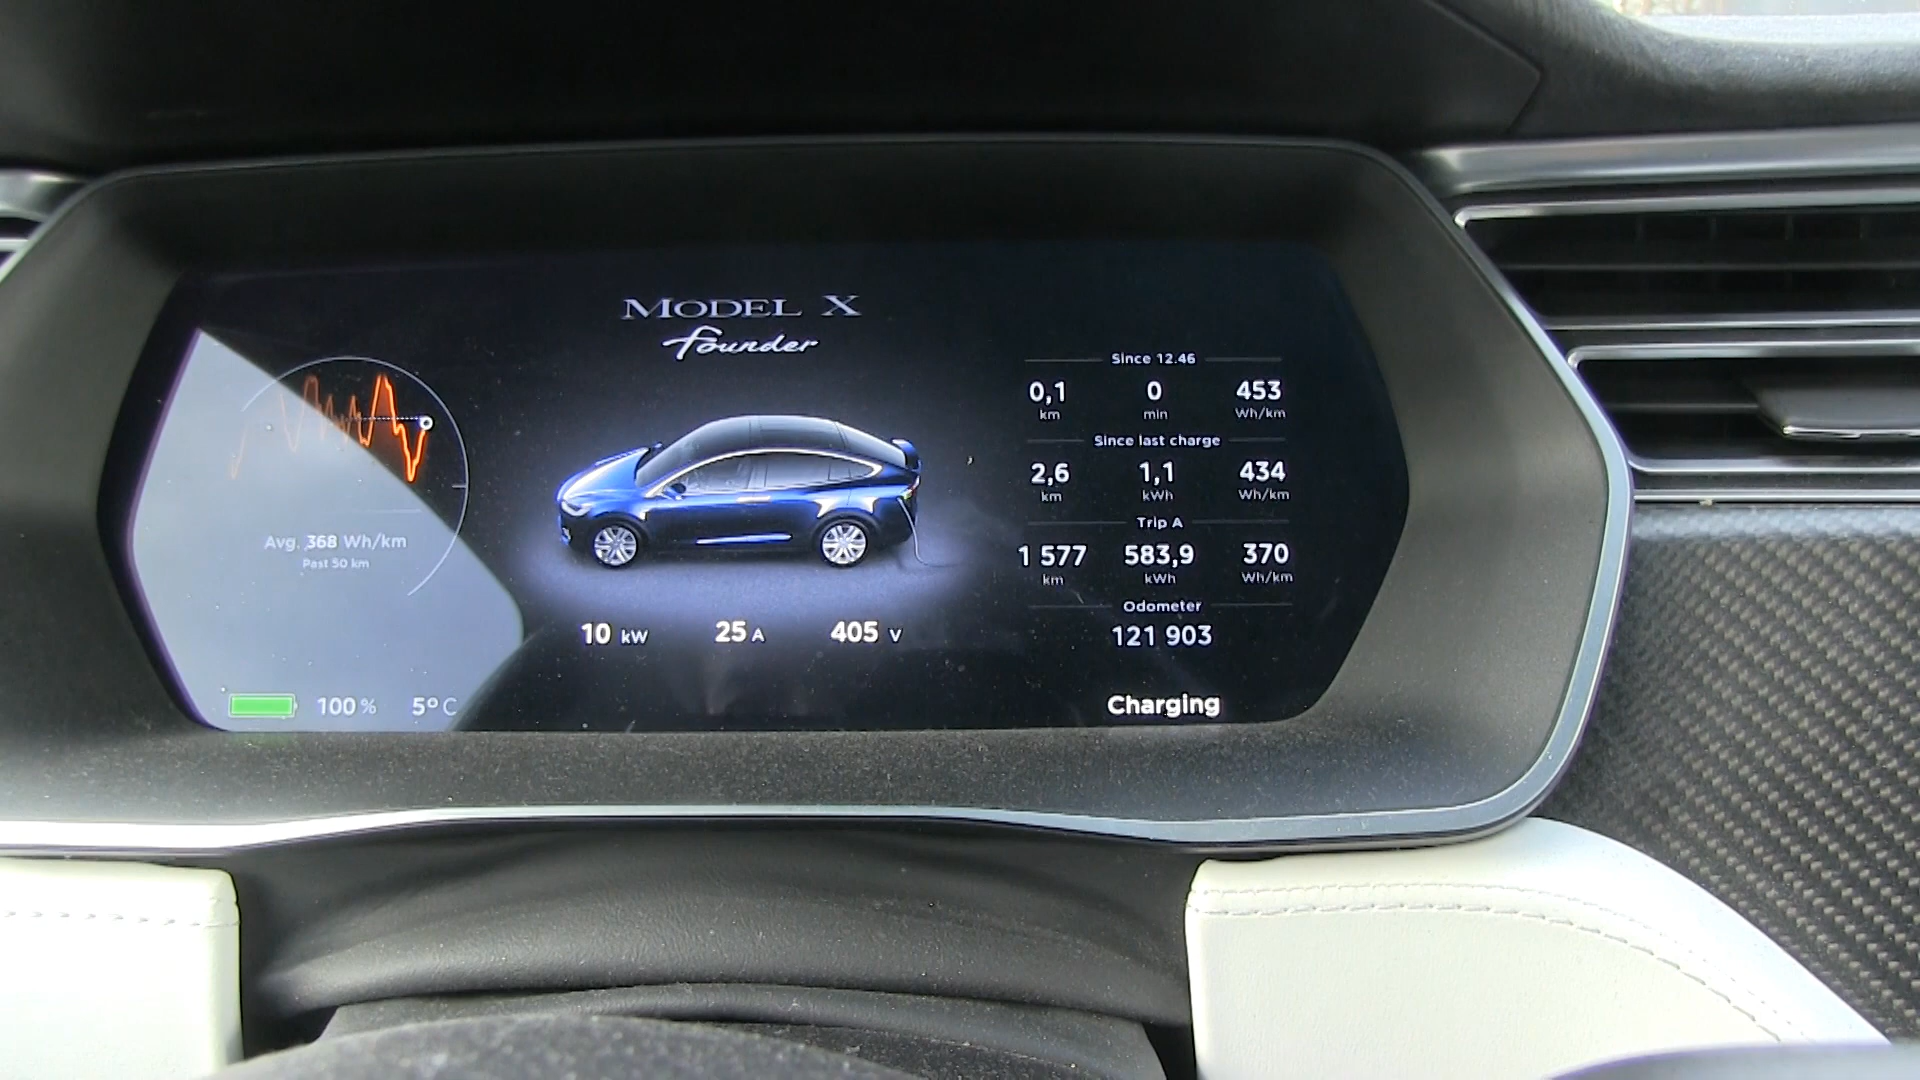 MODEL X
Founder
Avg. 368 Wh/km
Past 50 km
100 %
5°C
10 kW
25 A
405 V
Since 12.46
0,1 0 453
km min Wh/km
Since last charge
2,6 1,1 434
km kWh Wh/km
Trip A
1 577 583,9 370
km kWh Wh/km
Odometer
121 903
Charging